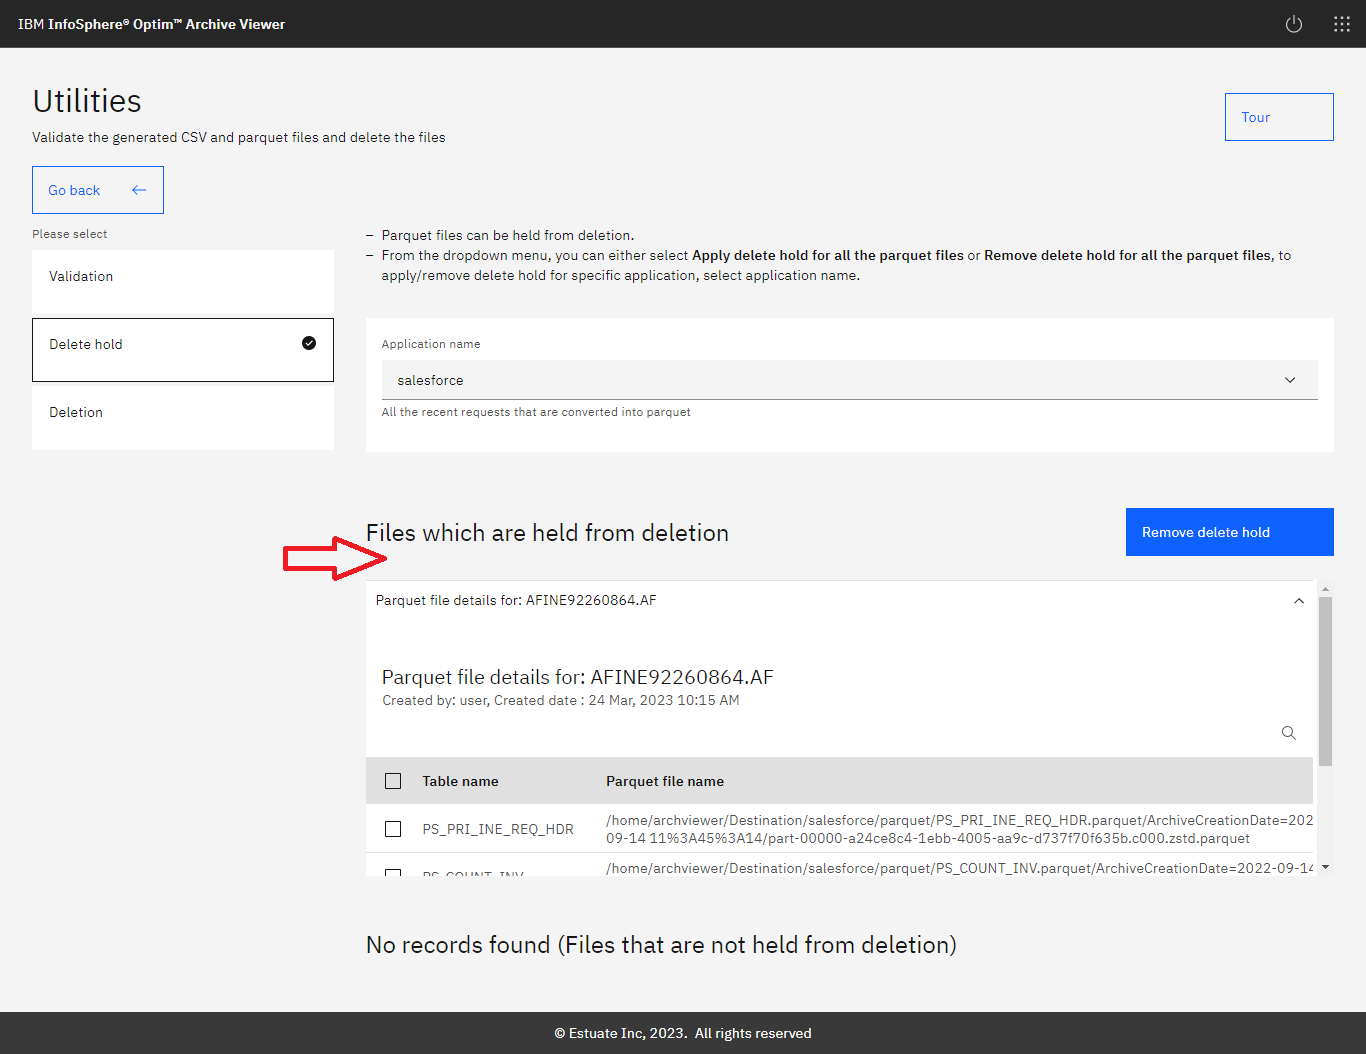 IBM InfoSphere® Optim™ Archive Viewer
Utilities
Validate the generated CSV and parquet files and delete the files
Tour
Go back
Please select
Validation
Delete hold
Deletion
– Parquet files can be held from deletion.
– From the dropdown menu, you can either select Apply delete hold for all the parquet files or Remove delete hold for all the parquet files, to
apply/remove delete hold for specific application, select application name.
Application name
salesforce
All the recent requests that are converted into parquet
Files which are held from deletion
Remove delete hold
Parquet file details for: AFINE92260864.AF
Parquet file details for: AFINE92260864.AF
Created by: user, Created date : 24 Mar, 2023 10:15 AM
Table name Parquet file name
PS_PRI_INE_REQ_HDR
/home/archviewer/Destination/salesforce/parquet/PS_PRI_INE_REQ_HDR.parquet/ArchiveCreationDate=202
09-14 11%3A45%3A14/part-00000-a24ce8c4-1ebb-4005-aa9c-d737f70f635b.c000.zstd.parquet
PS_COUNT_INV
/home/archviewer/Destination/salesforce/parquet/PS_COUNT_INV.parquet/ArchiveCreationDate=2022-09-14
No records found (Files that are not held from deletion)
© Estuate Inc, 2023. All rights reserved